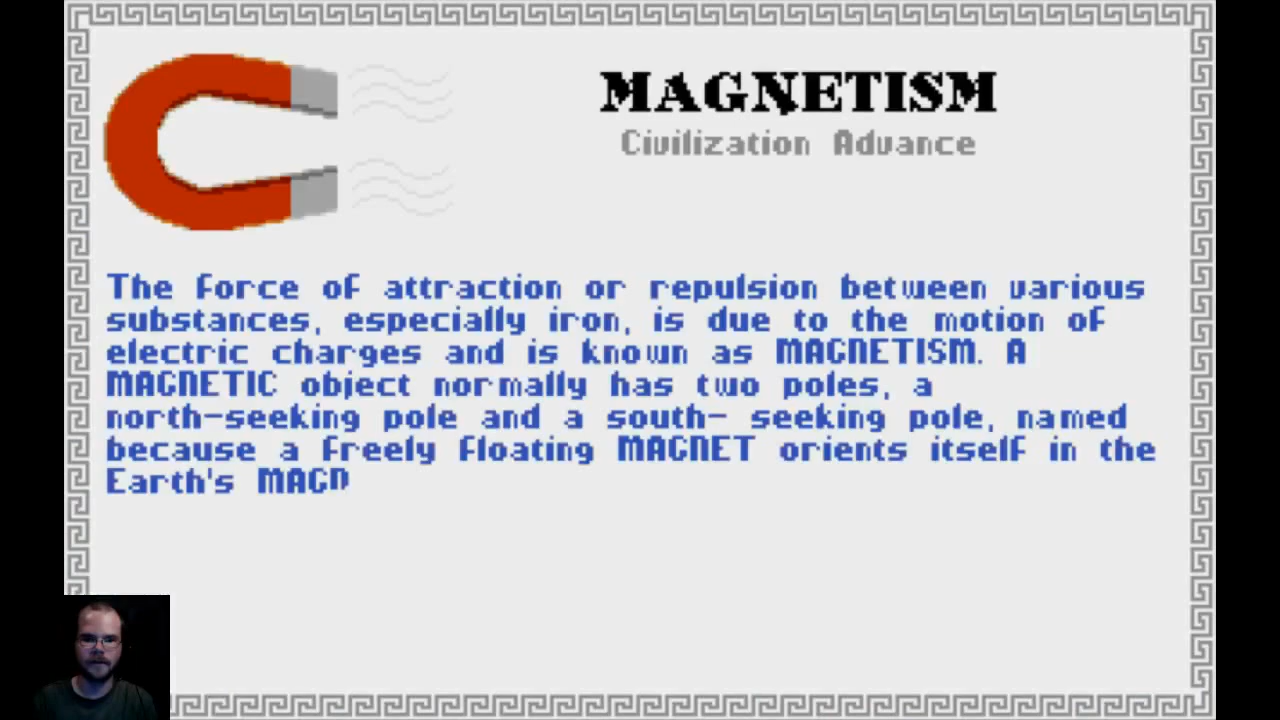 MAGNETISM
Civilization Advance
The force of attraction or repulsion between various
substances, especially iron, is due to the motion of
electric charges and is known as MAGNETISM. A
MAGNETIC object normally has two poles, a
north-seeking pole and a south- seeking pole, named
because a freely floating MAGNET orients itself in the
Earth's MAGN